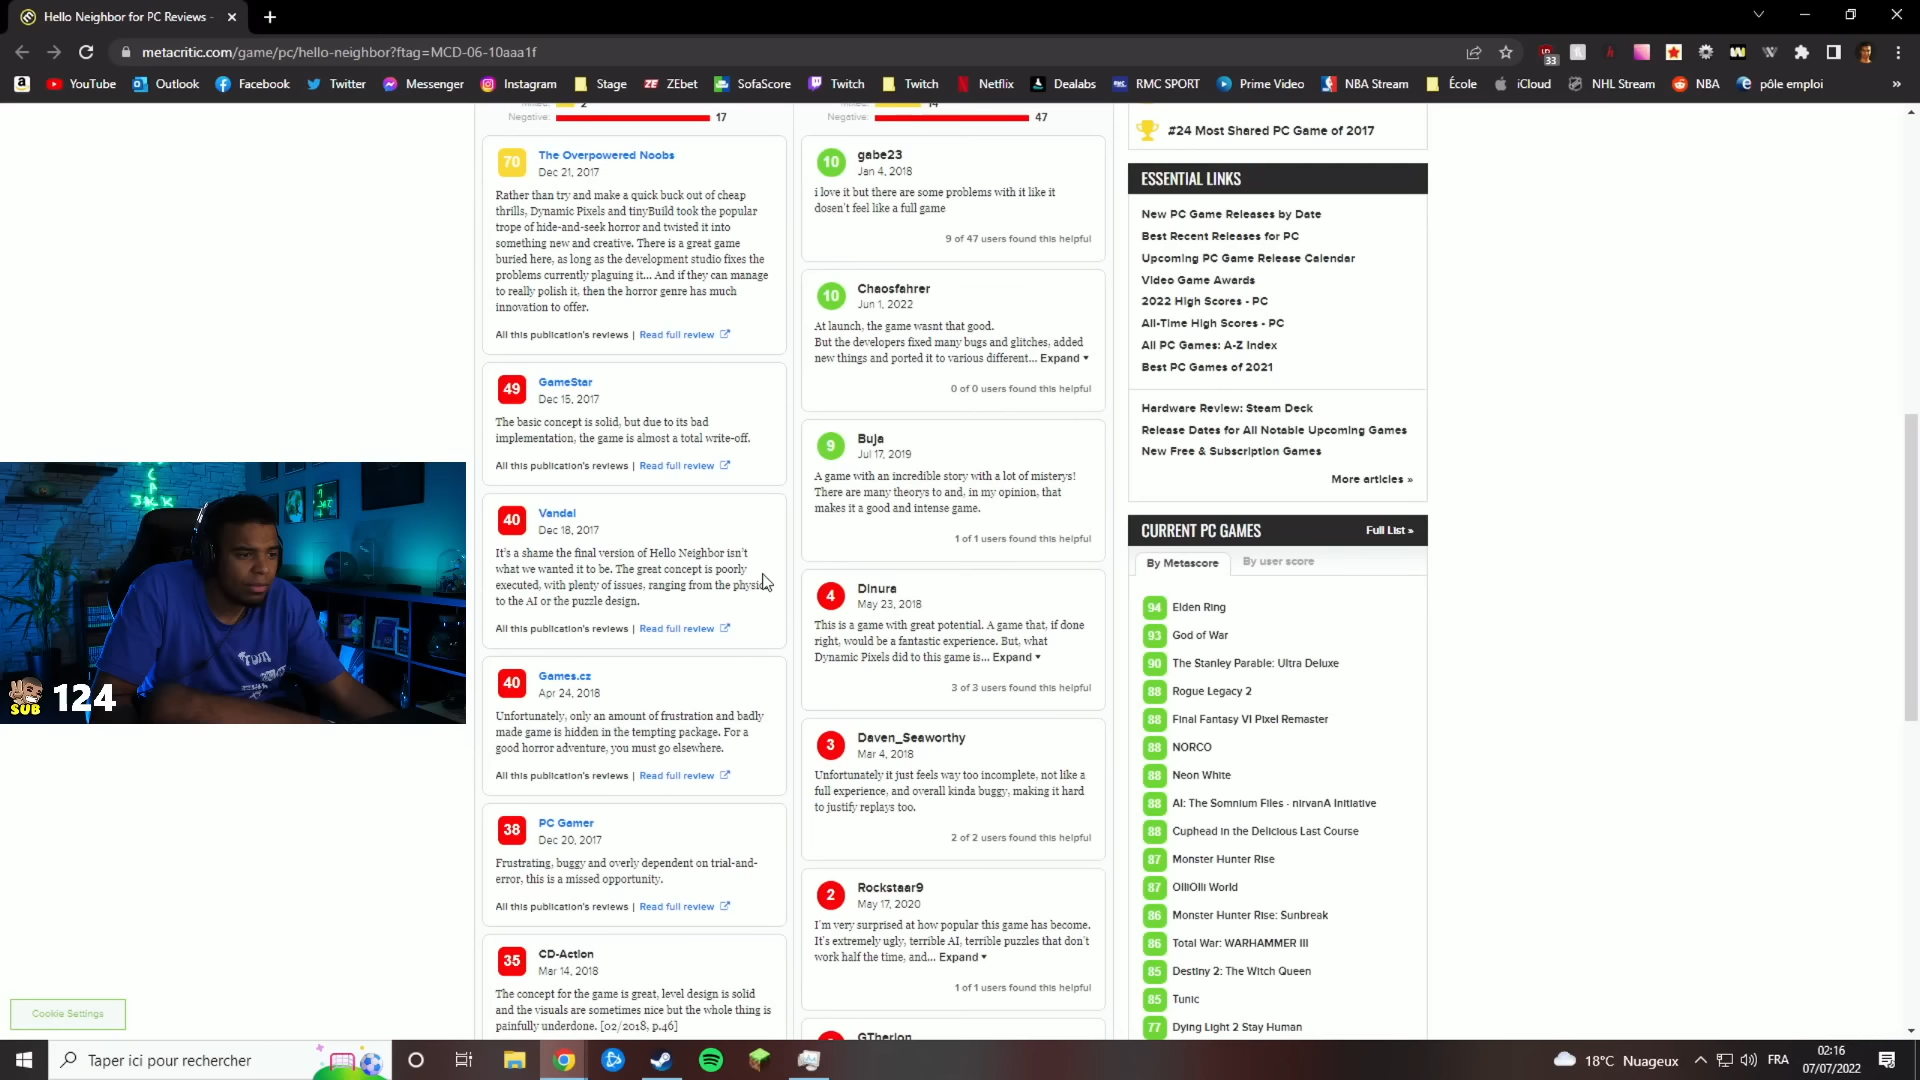 Hello Neighbor for PC Reviews -
metacritic.com/game/pc/hello-neighbor?ftag=MCD-06-10aaa1f
33
YouTube
Outlook
Facebook
Twitter
Messenger
Instagram
Stage
ZEbet
SofaScore
Twitch
Twitch
Netflix
Dealabs
RMC SPORT
Prime Video
NBA Stream
École
iCloud
NHL Stream
NBA
pôle emploi
»
Negative: 17
70 The Overpowered Noobs
Dec 21, 2017
Rather than try and make a quick buck out of cheap
thrills, Dynamic Pixels and tinyBuild took the popular
trope of hide-and-seek horror and twisted it into
something new and creative. There is a great game
buried here, as long as the development studio fixes the
problems currently plaguing it... And if they can manage
to really polish it, then the horror genre has much
innovation to offer.
All this publication's reviews | Read full review
49 GameStar
Dec 15, 2017
The basic concept is solid, but due to its bad
implementation, the game is almost a total write-off.
All this publication's reviews | Read full review
40 Vandal
Dec 18, 2017
It's a shame the final version of Hello Neighbor isn't
what we wanted it to be. The great concept is poorly
executed, with plenty of issues, ranging from the physics
to the AI or the puzzle design.
All this publication's reviews | Read full review
40 Games.cz
Apr 24, 2018
Unfortunately, only an amount of frustration and badly
made game is hidden in the tempting package. For a
good horror adventure, you must go elsewhere.
All this publication's reviews | Read full review
38 PC Gamer
Dec 20, 2017
Frustrating, buggy and overly dependent on trial-and-
error, this is a missed opportunity.
All this publication's reviews | Read full review
35 CD-Action
Mar 14, 2018
The concept for the game is great, level design is solid
and the visuals are sometimes nice but the whole thing is
painfully underdone. [02/2018, p.46]
Negative: 47
10 gabe23
Jan 4, 2018
i love it but there are some problems with it like it
dosen't feel like a full game
9 of 47 users found this helpful
10 Chaosfahrer
Jun 1, 2022
At launch, the game wasnt that good.
But the developers fixed many bugs and glitches, added
new things and ported it to various different... Expand
0 of 0 users found this helpful
9 Buja
Jul 17, 2019
A game with an incredible story with a lot of misterys!
There are many theorys to and, in my opinion, that
makes it a good and intense game.
1 of 1 users found this helpful
4 Dinura
May 23, 2018
This is a game with great potential. A game that, if done
right, would be a fantastic experience. But, what
Dynamic Pixels did to this game is... Expand
3 of 3 users found this helpful
3 Daven_Seaworthy
Mar 4, 2018
Unfortunately it just feels way too incomplete, not like a
full experience, and overall kinda buggy, making it hard
to justify replays too.
2 of 2 users found this helpful
2 Rockstaar9
May 17, 2020
I'm very surprised at how popular this game has become.
It's extremely ugly, terrible AI, terrible puzzles that don't
work half the time, and... Expand
1 of 1 users found this helpful
GTherion
#24 Most Shared PC Game of 2017
ESSENTIAL LINKS
New PC Game Releases by Date
Best Recent Releases for PC
Upcoming PC Game Release Calendar
Video Game Awards
2022 High Scores - PC
All-Time High Scores - PC
All PC Games: A-Z Index
Best PC Games of 2021
Hardware Review: Steam Deck
Release Dates for All Notable Upcoming Games
New Free & Subscription Games
More articles »
CURRENT PC GAMES Full List »
By Metascore By user score
94 Elden Ring
93 God of War
90 The Stanley Parable: Ultra Deluxe
88 Rogue Legacy 2
88 Final Fantasy VI Pixel Remaster
88 NORCO
88 Neon White
88 AI: The Somnium Files - nirvanA Initiative
88 Cuphead in the Delicious Last Course
87 Monster Hunter Rise
87 OlliOlli World
86 Monster Hunter Rise: Sunbreak
86 Total War: WARHAMMER III
85 Destiny 2: The Witch Queen
85 Tunic
77 Dying Light 2 Stay Human
SUB 124
Cookie Settings
Taper ici pour rechercher
18°C Nuageux
FRA
02:16
07/07/2022